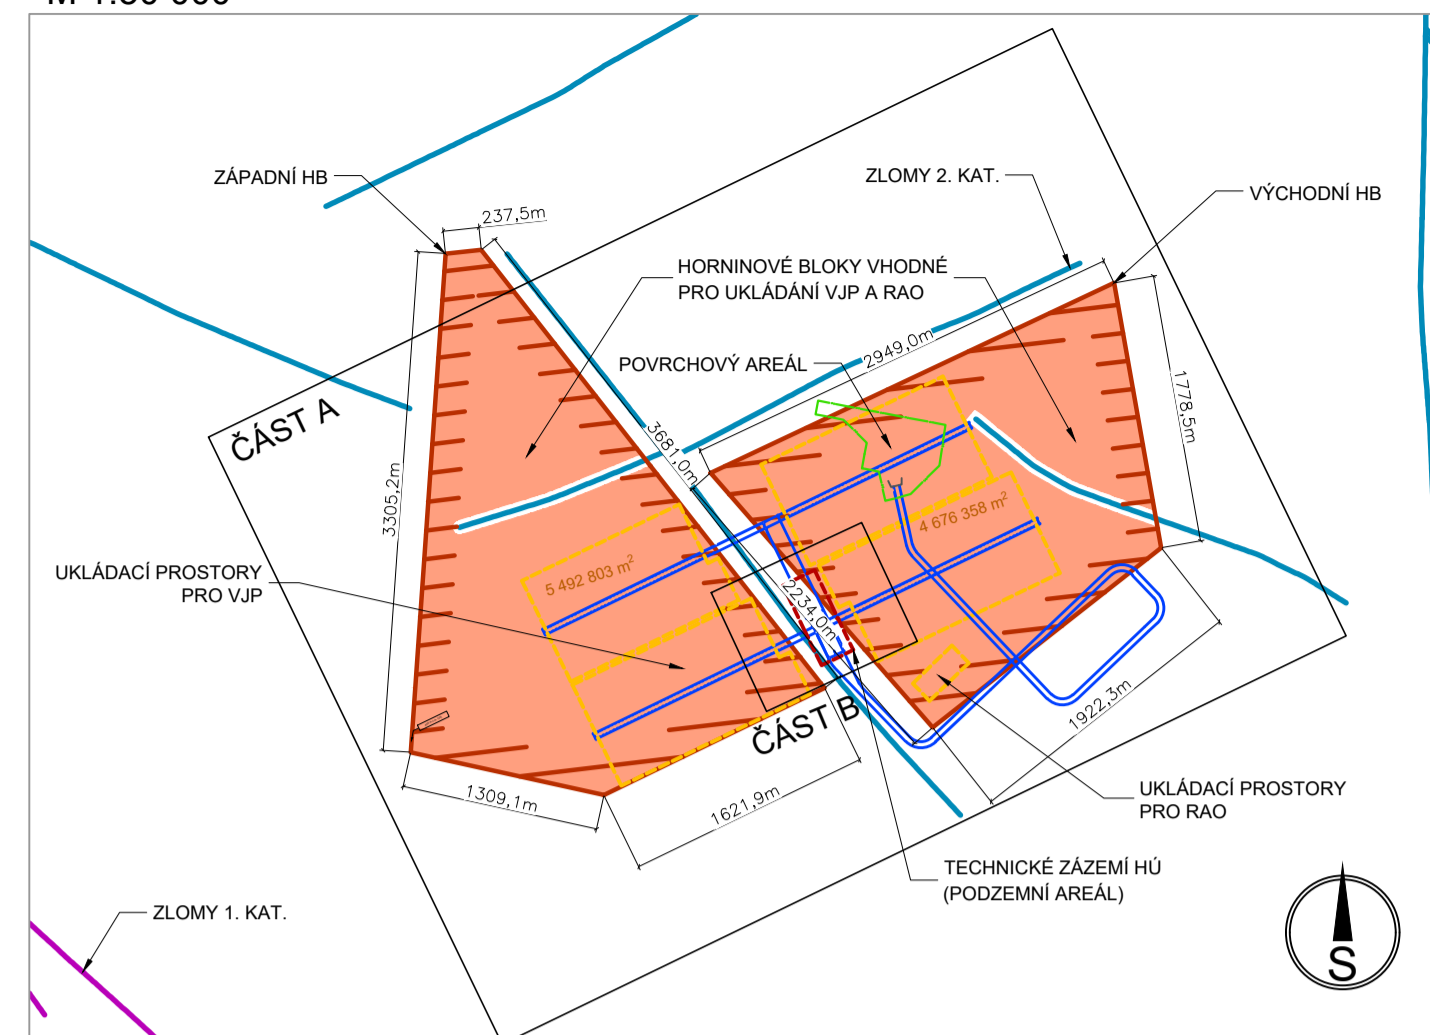 ZÁPADNÍ HB
237,5m
ZLOMY 2. KAT.
VÝCHODNÍ HB
HORNINOVÉ BLOKY VHODNÉ
PRO UKLÁDÁNÍ VJP A RAO
2949,0m
POVRCHOVÝ AREÁL
1778,5m
ČÁST A
3681,0m
3305,2m
4 676 358 m²
5 492 803 m²
UKLÁDACÍ PROSTORY
PRO VJP
2234,0m
ČÁST B
1922,3m
1309,1m
1621,9m
UKLÁDACÍ PROSTORY
PRO RAO
TECHNICKÉ ZÁZEMÍ HÚ
(PODZEMNÍ AREÁL)
ZLOMY 1. KAT.
S